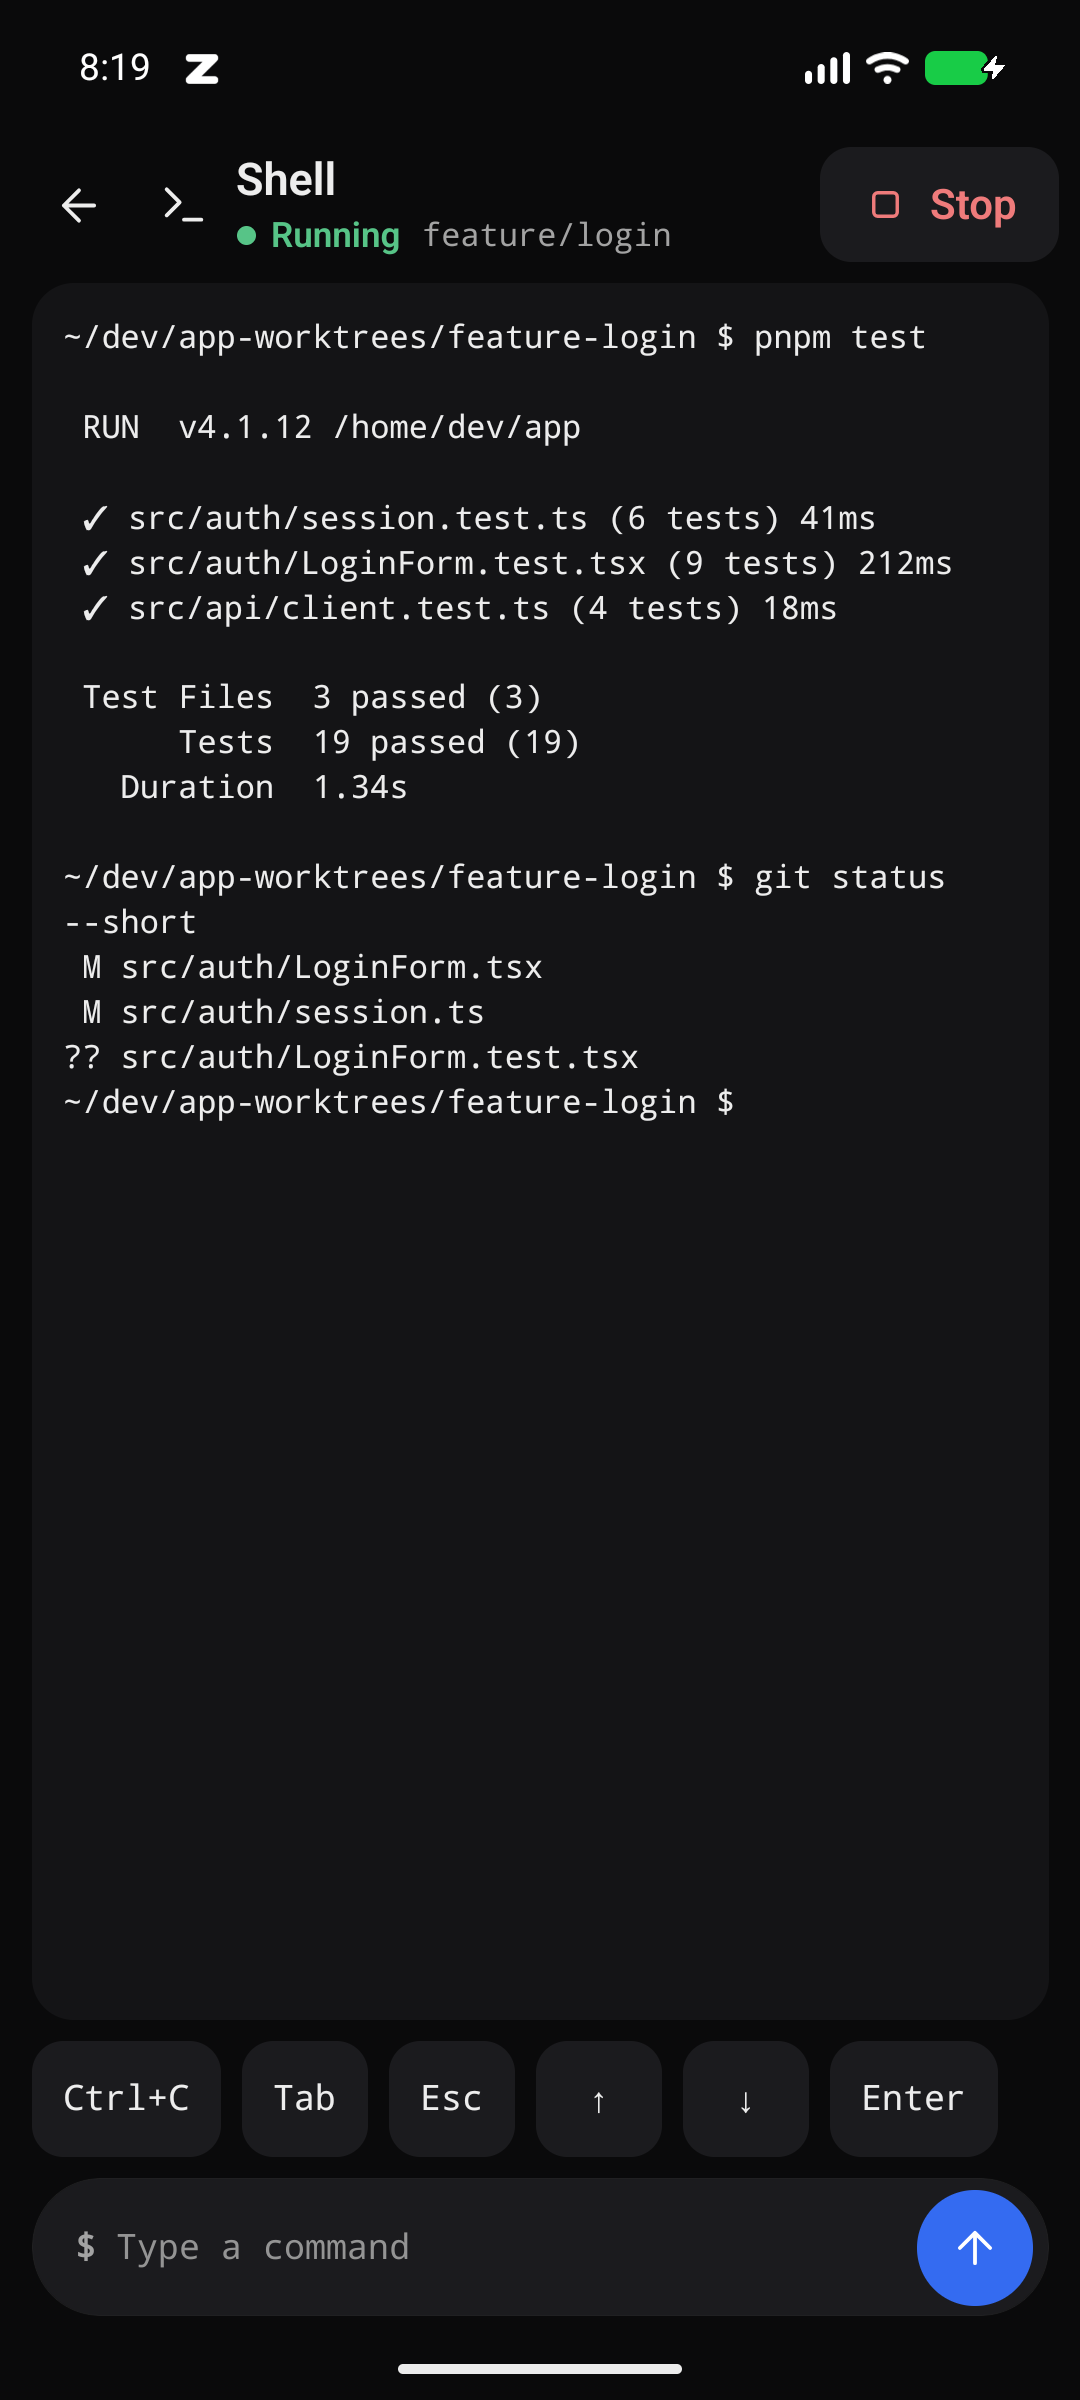 8:19
Shell
Stop
Running feature/login
~/dev/app-worktrees/feature-login $ pnpm test
RUN  v4.1.12 /home/dev/app
✓ src/auth/session.test.ts (6 tests) 41ms
✓ src/auth/LoginForm.test.tsx (9 tests) 212ms
✓ src/api/client.test.ts (4 tests) 18ms
Test Files  3 passed (3)
Tests  19 passed (19)
Duration  1.34s
~/dev/app-worktrees/feature-login $ git status
--short
M src/auth/LoginForm.tsx
M src/auth/session.ts
?? src/auth/LoginForm.test.tsx
~/dev/app-worktrees/feature-login $
Ctrl+C Tab Esc ↑ ↓ Enter
$ Type a command